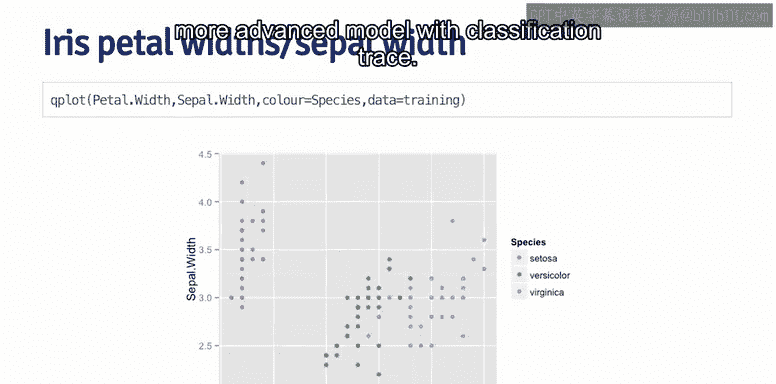 more advanced model with classification
trace.
Iris petal widths/sepal width
qplot(Petal.Width,Sepal.Width,colour=Species,data=training)
4.5
4.0
3.5
3.0
2.5
Sepal.Width
Species
setosa
versicolor
virginica